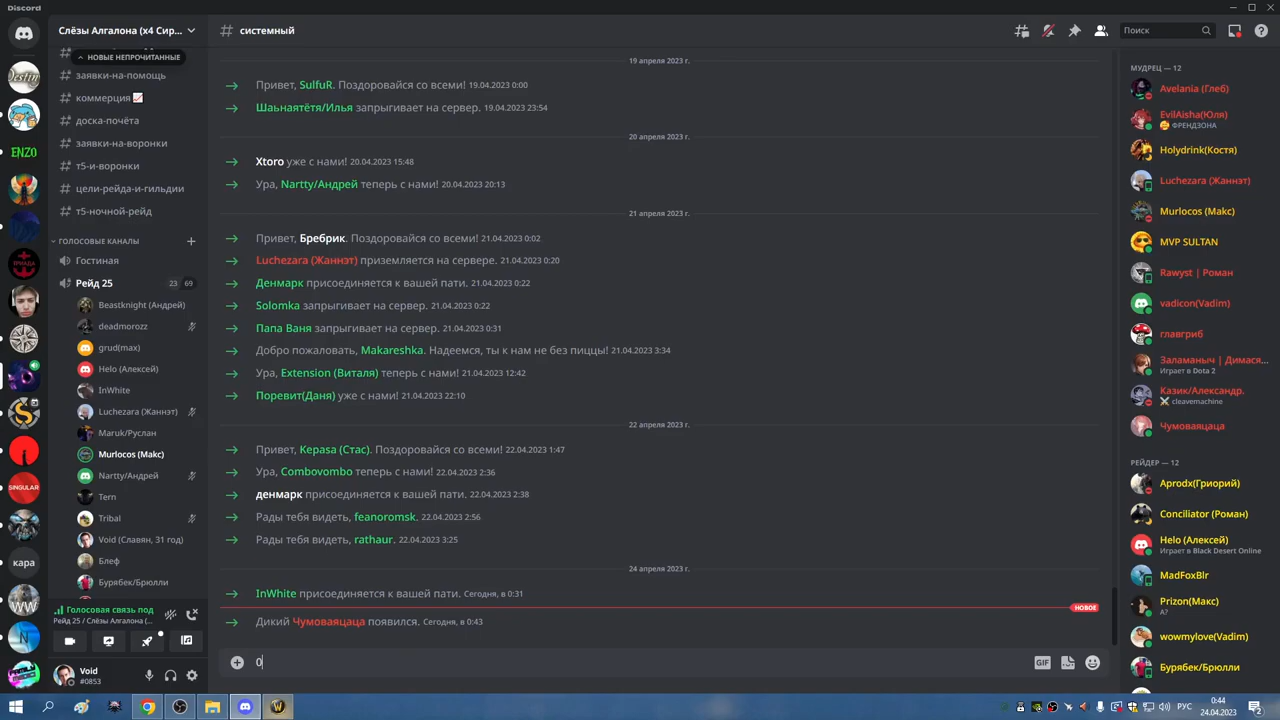 Discord
Слёзы Алгалона (x4 Сир...
НОВЫЕ НЕПРОЧИТАННЫЕ
заявки-на-помощь
коммерция
доска-почёта
заявки-на-воронки
т5-и-воронки
цели-рейда-и-гильдии
т5-ночной-рейд
ГОЛОСОВЫЕ КАНАЛЫ
Гостиная
Рейд 25 23 69
Beastknight (Андрей)
deadmorozz
grud(max)
Helo (Алексей)
InWhite
Luchezara (Жаннэт)
Maruk/Руслан
Murlocos (Макс)
Nartty/Андрей
Tern
Tribal
Void (Славян, 31 год)
Блеф
Бурябек/Брюлли
Голосовая связь под
Рейд 25 / Слёзы Алгалона (...
Void
#0853
ENZO
ТРИАДА
SINGULAR
кара
WW
# системный
Поиск
19 апреля 2023 г.
Привет, SulfuR. Поздоровайся со всеми! 19.04.2023 0:00
Шаьнаятётя/Илья запрыгивает на сервер. 19.04.2023 23:54
20 апреля 2023 г.
Xtoro уже с нами! 20.04.2023 15:48
Ура, Nartty/Андрей теперь с нами! 20.04.2023 20:13
21 апреля 2023 г.
Привет, Бребрик. Поздоровайся со всеми! 21.04.2023 0:02
Luchezara (Жаннэт) приземляется на сервере. 21.04.2023 0:20
Денмарк присоединяется к вашей пати. 21.04.2023 0:22
Solomka запрыгивает на сервер. 21.04.2023 0:22
Папа Ваня запрыгивает на сервер. 21.04.2023 0:31
Добро пожаловать, Makareshka. Надеемся, ты к нам не без пиццы! 21.04.2023 3:34
Ура, Extension (Виталя) теперь с нами! 21.04.2023 12:42
Поревит(Даня) уже с нами! 21.04.2023 22:10
22 апреля 2023 г.
Привет, Kepasa (Стас). Поздоровайся со всеми! 22.04.2023 1:47
Ура, Combovombo теперь с нами! 22.04.2023 2:36
денмарк присоединяется к вашей пати. 22.04.2023 2:38
Рады тебя видеть, feanoromsk. 22.04.2023 2:56
Рады тебя видеть, rathaur. 22.04.2023 3:25
24 апреля 2023 г.
InWhite присоединяется к вашей пати. Сегодня, в 0:31
НОВОЕ
Дикий Чумоваяцаца появился. Сегодня, в 0:43
0
GIF
МУДРЕЦ — 12
Avelania (Глеб)
EvilAisha(Юля)
ФРЕНДЗОНА
Holydrink(Костя)
Luchezara (Жаннэт)
Murlocos (Макс)
MVP SULTAN
Rawyst | Роман
vadicon(Vadim)
главгриб
Заламаныч | Димася...
Играет в Dota 2
Казик/Александр.
cleavemachine
Чумоваяцаца
РЕЙДЕР — 12
Aprodx(Гриорий)
Conciliator (Роман)
Helo (Алексей)
Играет в Black Desert Online
MadFoxBlr
Prizon(Макс)
А?
wowmylove(Vadim)
Бурябек/Брюлли
РУС
0:44
24.04.2023
2